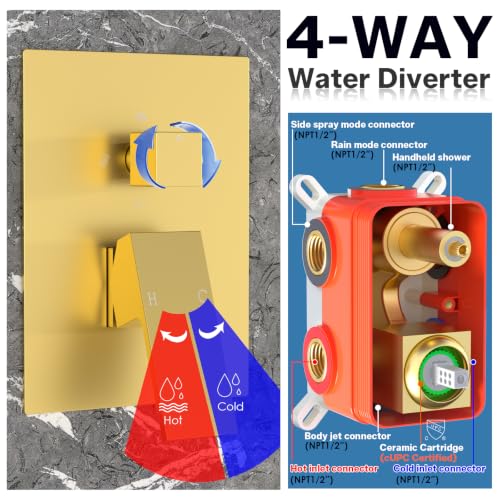 4-WAY
Water Diverter
Side spray mode connector
(NPT1/2")
Rain mode connector
(NPT1/2")
Handheld shower
(NPT1/2")
H C
Hot
Cold
Body jet connector
(NPT1/2")
Ceramic Cartridge
(cUPC Certified)
Hot inlot connector
(NPT1/2")
Cold inlot connector
(NPT1/2")